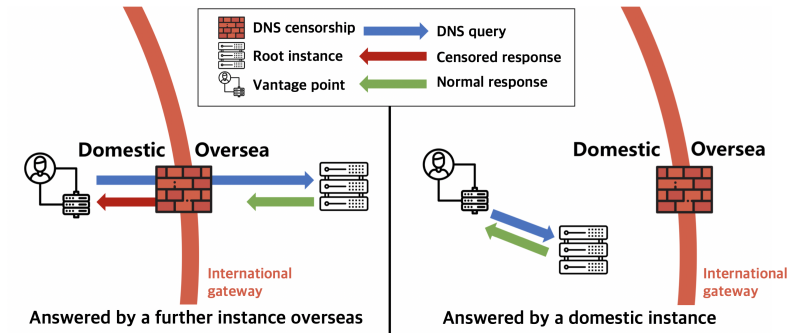 DNS censorship
DNS query
Root instance
Censored response
Vantage point
Normal response
Domestic Oversea
International
gateway
Answered by a further instance overseas
Domestic Oversea
International
gateway
Answered by a domestic instance